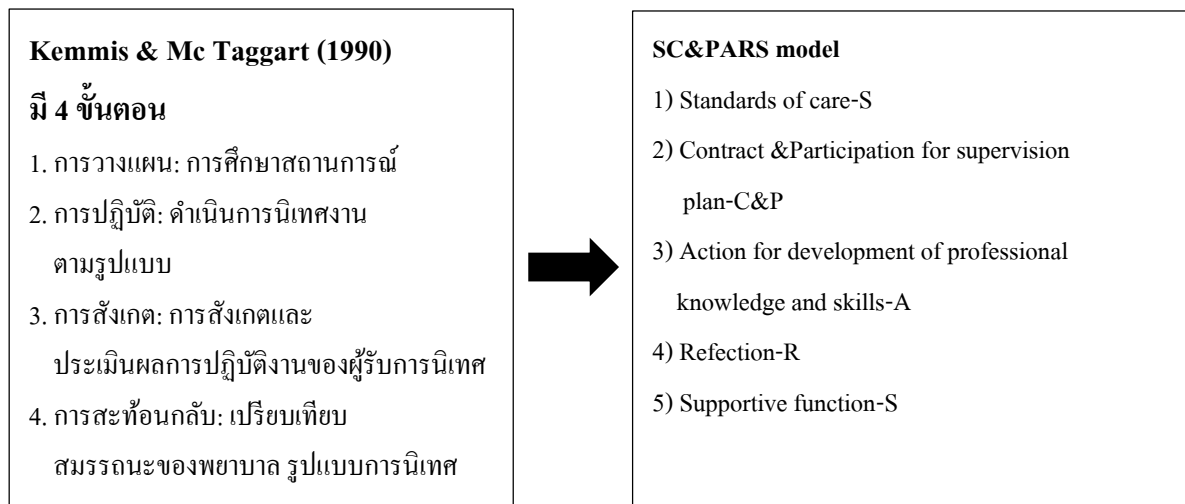 Kemmis & Mc Taggart (1990)
มี 4 ขั้นตอน
1. การวางแผน: การศึกษาสถานการณ์
2. การปฏิบัติ: ดำเนินการนิเทศงาน
ตามรูปแบบ
3. การสังเกต: การสังเกตและ
ประเมินผลการปฏิบัติงานของผู้รับการนิเทศ
4. การสะท้อนกลับ: เปรียบเทียบ
สมรรถนะของพยาบาล รูปแบบการนิเทศ
SC&PARS model
1) Standards of care-S
2) Contract &Participation for supervision
plan-C&P
3) Action for development of professional
knowledge and skills-A
4) Refection-R
5) Supportive function-S